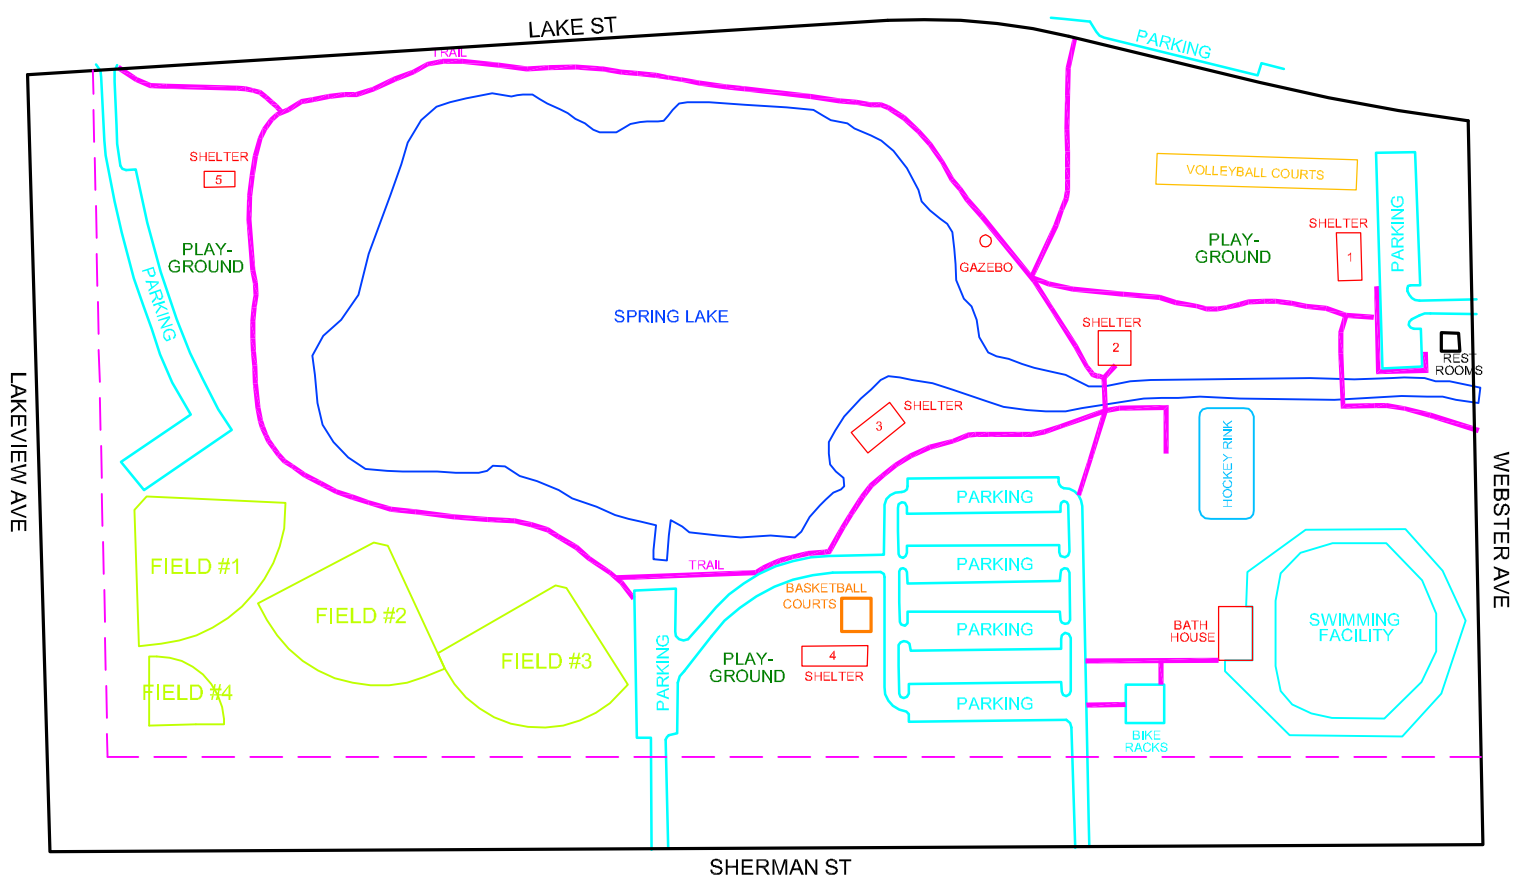 LAKE ST
TRAIL
PARKING
SHELTER
5
PLAY-
GROUND
PARKING
SPRING LAKE
GAZEBO
VOLLEYBALL COURTS
PLAY-
GROUND
SHELTER
1
PARKING
SHELTER
2
REST
ROOMS
SHELTER
3
HOCKEY RINK
LAKEVIEW AVE
WEBSTER AVE
FIELD #1
FIELD #2
FIELD #3
FIELD #4
TRAIL
PARKING
BASKETBALL
COURTS
4
SHELTER
PLAY-
GROUND
PARKING
PARKING
PARKING
PARKING
BATH
HOUSE
SWIMMING
FACILITY
BIKE
RACKS
SHERMAN ST